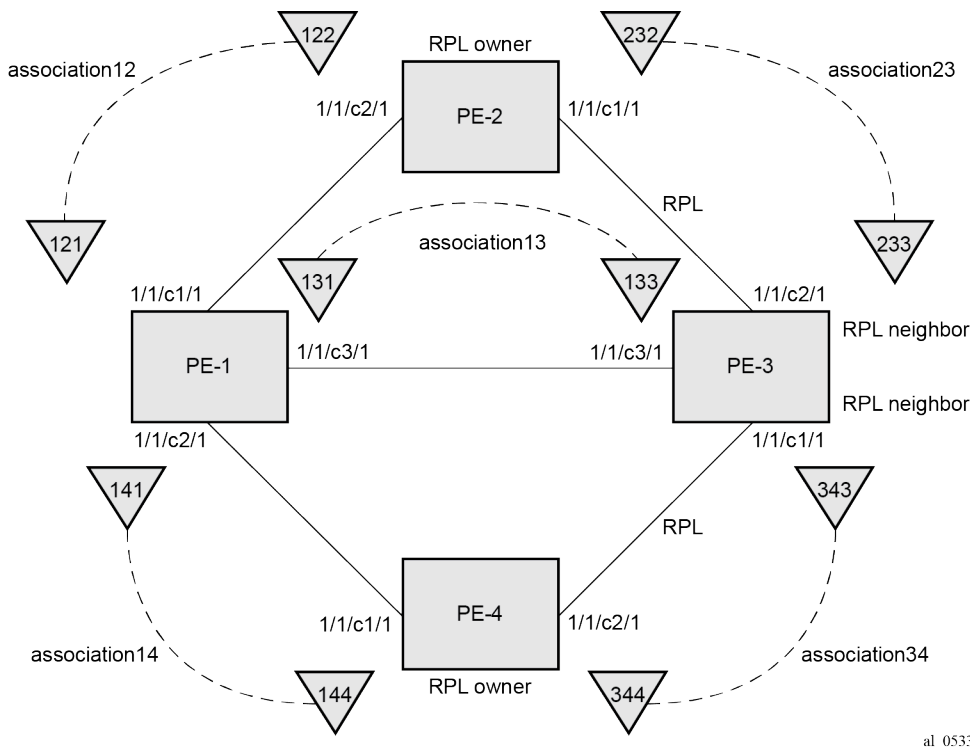 122
232
RPL owner
association12
association23
1/1/c2/1
PE-2
1/1/c1/1
RPL
121
association13
233
131
133
1/1/c1/1
1/1/c2/1
RPL neighbor
PE-1
1/1/c3/1
1/1/c3/1
PE-3
RPL neighbor
1/1/c2/1
1/1/c1/1
141
343
RPL
1/1/c1/1
PE-4
1/1/c2/1
association14
association34
RPL owner
144
344
al_0533